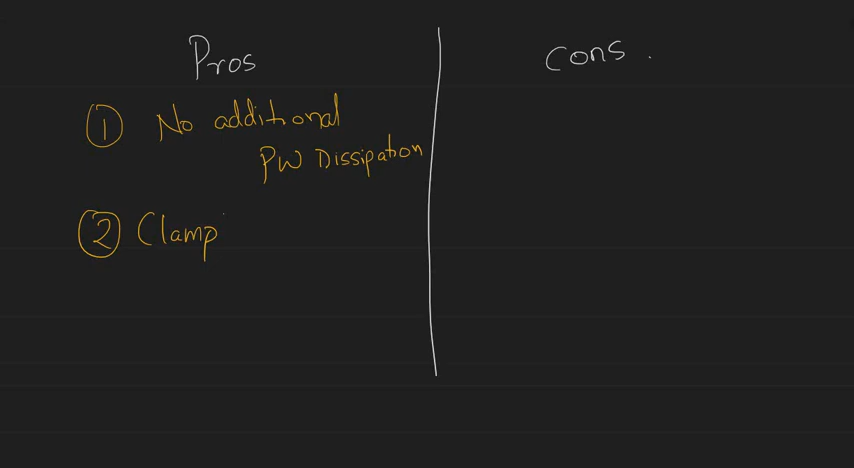 Pros
Cons.
① No additional
PW Dissipation
② Clamp